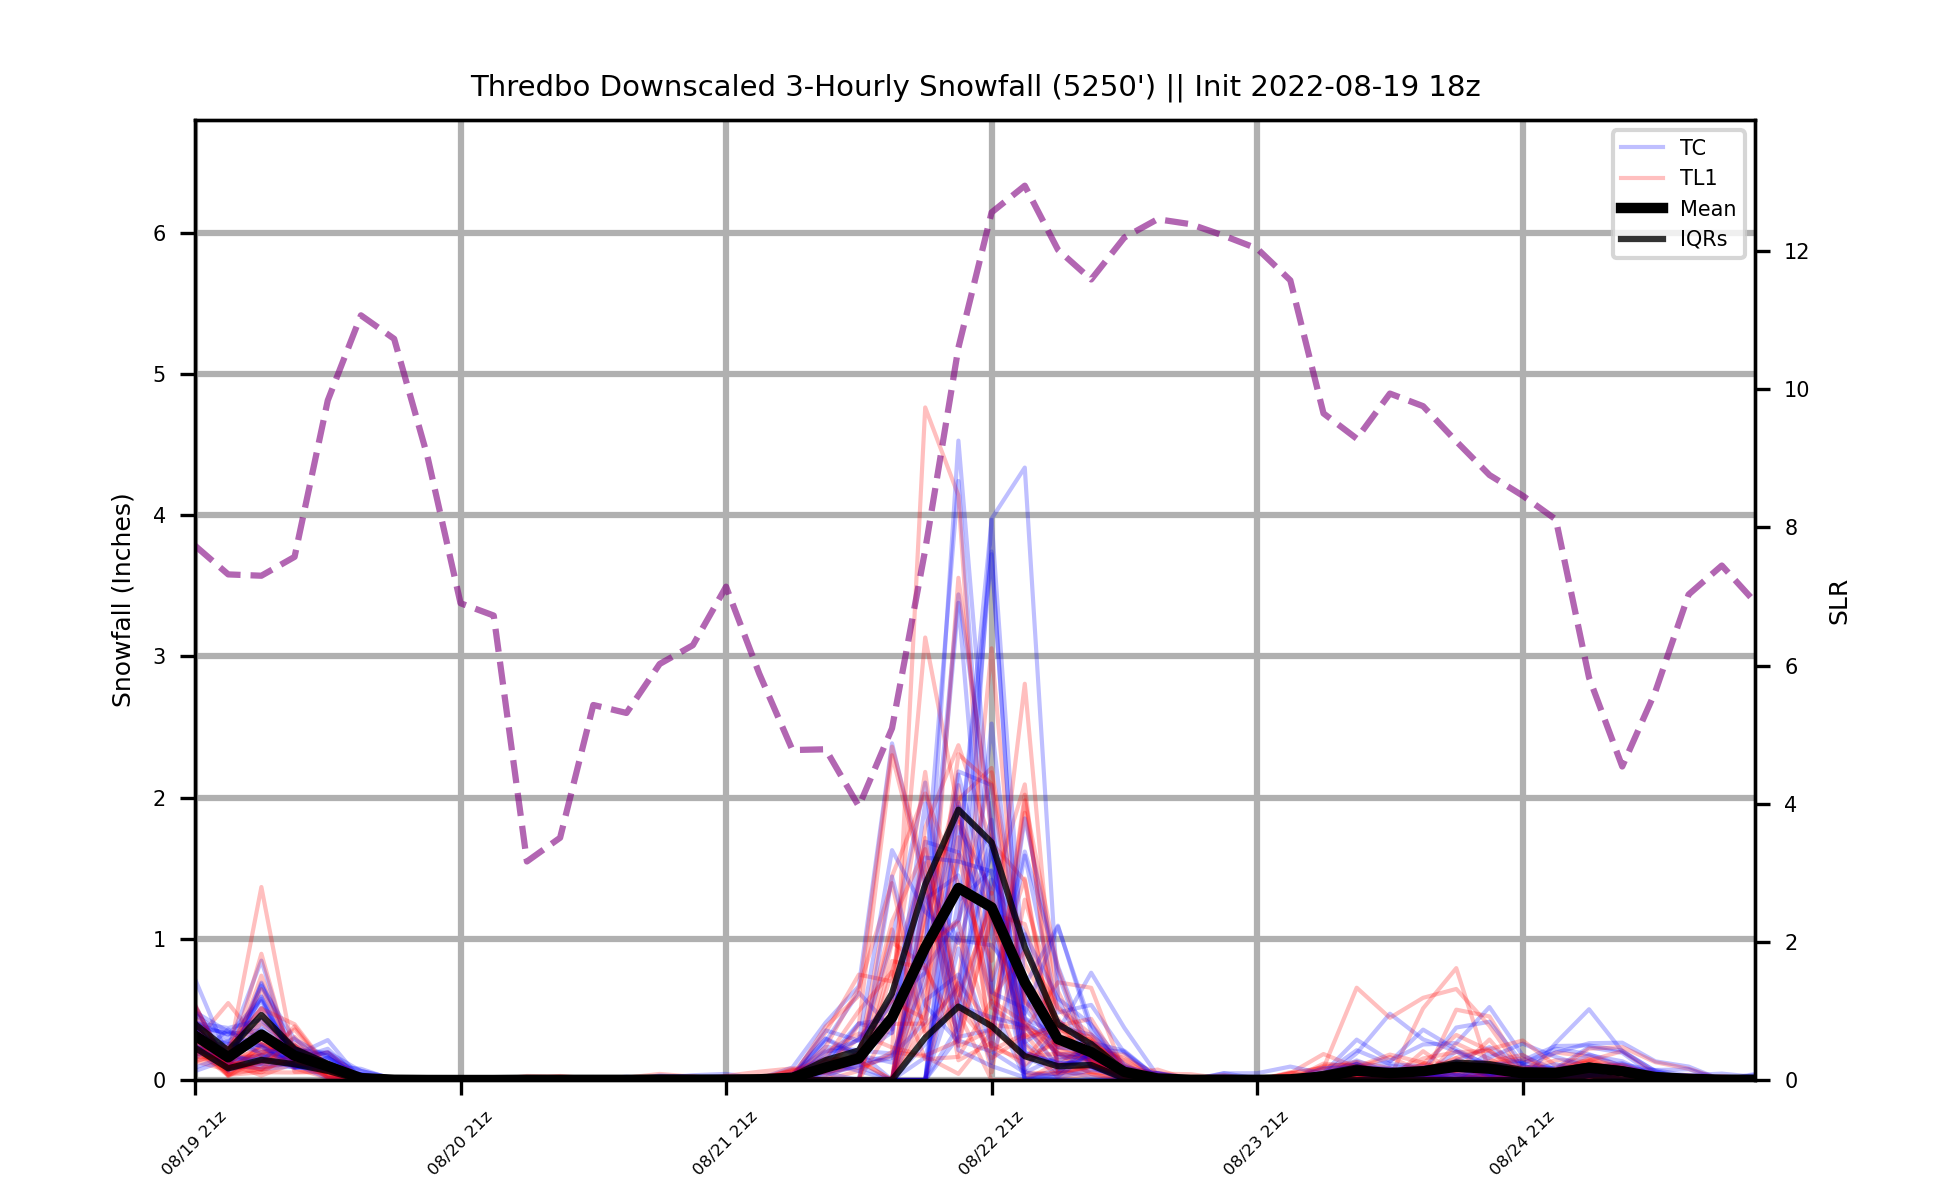 Thredbo Downscaled 3-Hourly Snowfall (5250') || Init 2022-08-19 18z
TC
TL1
Mean
IQRs
Snowfall (Inches)
6
5
4
3
2
1
0
SLR
12
10
8
6
4
2
0
08/19 21z
08/20 21z
08/21 21z
08/22 21z
08/23 21z
08/24 21z